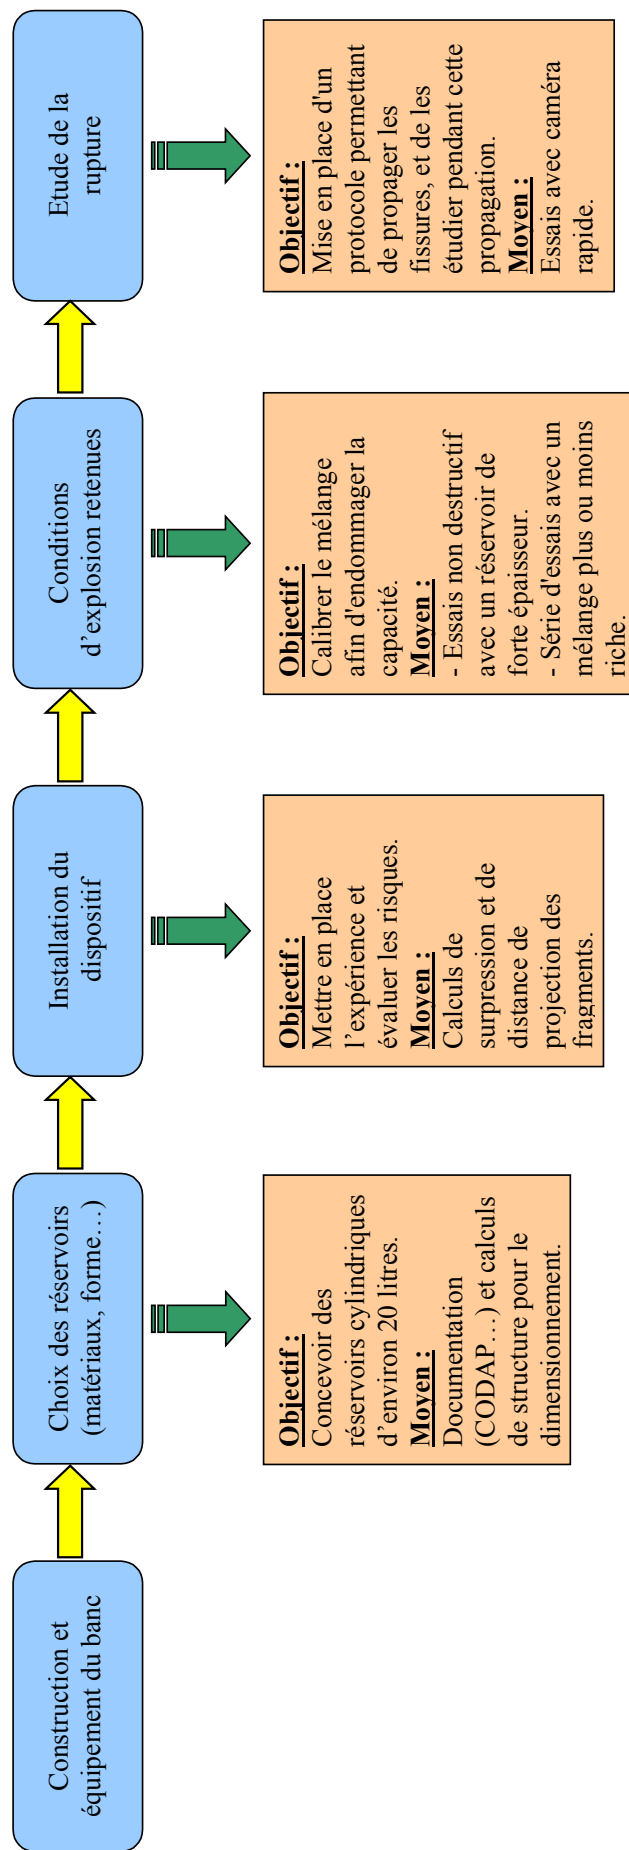 Construction et
équipement du banc
Choix des réservoirs
(matériaux, forme…)
Installation du
dispositif
Conditions
d’explosion retenues
Etude de la
rupture
Objectif :
Concevoir des
réservoirs cylindriques
d’environ 20 litres.
Moyen :
Documentation
(CODAP…) et calculs
de structure pour le
dimensionnement.
Objectif :
Mettre en place
l’expérience et
évaluer les risques.
Moyen :
Calculs de
surpression et de
distance de
projection des
fragments.
Objectif :
Calibrer le mélange
afin d'endommager la
capacité.
Moyen :
- Essais non destructif
avec un réservoir de
forte épaisseur.
- Série d'essais avec un
mélange plus ou moins
riche.
Objectif :
Mise en place d'un
protocole permettant
de propager les
fissures, et de les
étudier pendant cette
propagation.
Moyen :
Essais avec caméra
rapide.